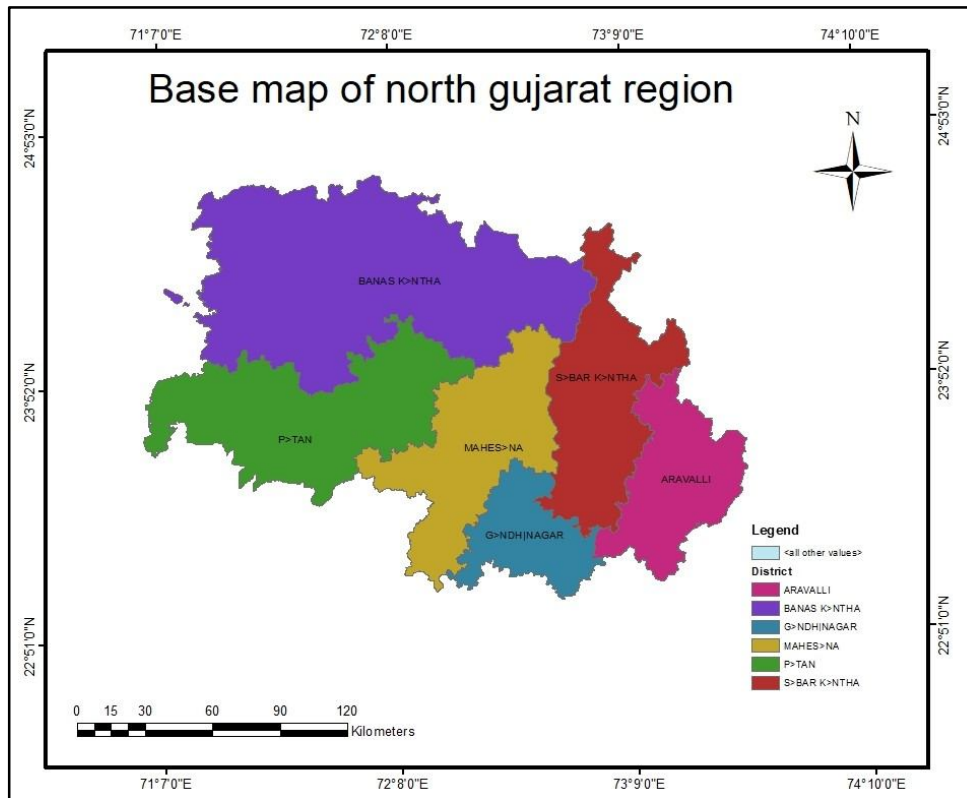 71°7'0"E 72°8'0"E 73°9'0"E 74°10'0"E
Base map of north gujarat region
N
24°53'0"N
24°53'0"N
BANAS K>NTHA
S>BAR K>NTHA
23°52'0"N
23°52'0"N
P>TAN
MAHES>NA
ARAVALLI
G>NDH|NAGAR
Legend
<all other values>
District
ARAVALLI
BANAS K>NTHA
G>NDH|NAGAR
MAHES>NA
P>TAN
S>BAR K>NTHA
22°51'0"N
22°51'0"N
0 15 30 60 90 120
Kilometers
71°7'0"E 72°8'0"E 73°9'0"E 74°10'0"E